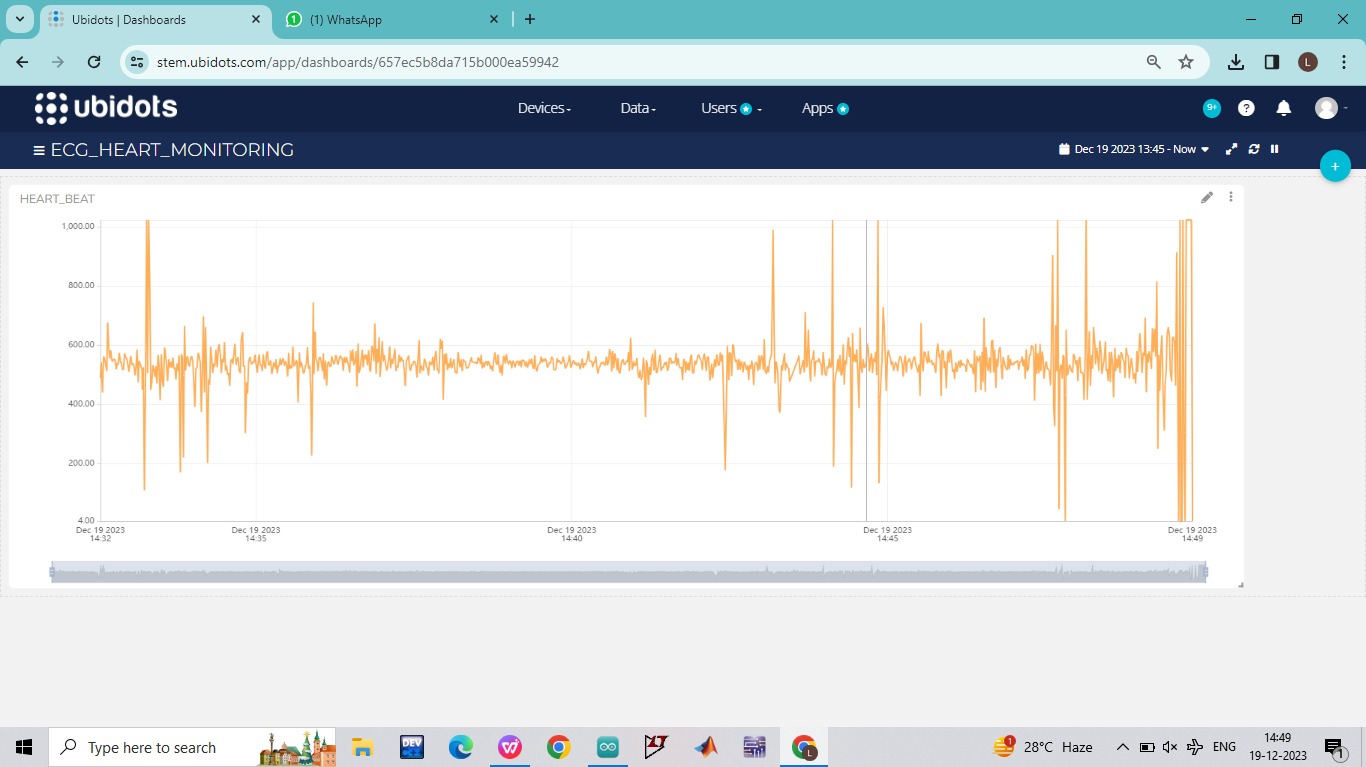 Ubidots | Dashboards
1
(1) WhatsApp
stem.ubidots.com/app/dashboards/657ec5b8da715b000ea59942
L
ubidots
Devices
Data
Users
Apps
9+
?
ECG_HEART_MONITORING
Dec 19 2023 13:45 - Now
+
HEART_BEAT
1,000.00
800.00
600.00
400.00
200.00
4.00
Dec 19 2023
14:32
Dec 19 2023
14:35
Dec 19 2023
14:40
Dec 19 2023
14:45
Dec 19 2023
14:49
Type here to search
DEV
L
1
28°C Haze
ENG
14:49
19-12-2023
1